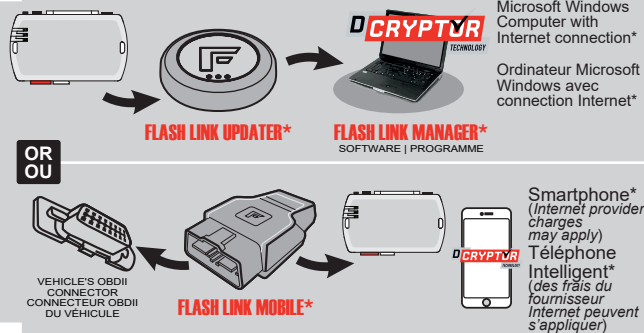 DCRYPTOR
TECHNOLOGY
Microsoft Windows
Computer with
Internet connection*
Ordinateur Microsoft
Windows avec
connection Internet*
FLASH LINK UPDATER*
FLASH LINK MANAGER*
SOFTWARE | PROGRAMME
OR
OU
VEHICLE'S OBDII
CONNECTOR
CONNECTEUR OBDII
DU VÉHICULE
FLASH LINK MOBILE*
DCRYPTOR
TECHNOLOGY
Smartphone*
(Internet provider
charges
may apply)
Téléphone
Intelligent*
(des frais du
fournisseur
Internet peuvent
s'appliquer)